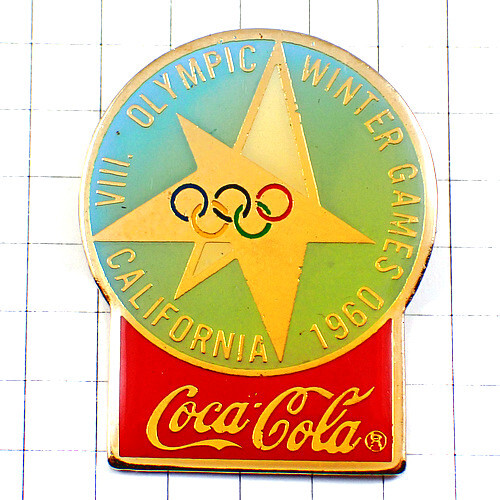 VIII. OLYMPIC WINTER GAMES
CALIFORNIA 1960
Coca-Cola ®